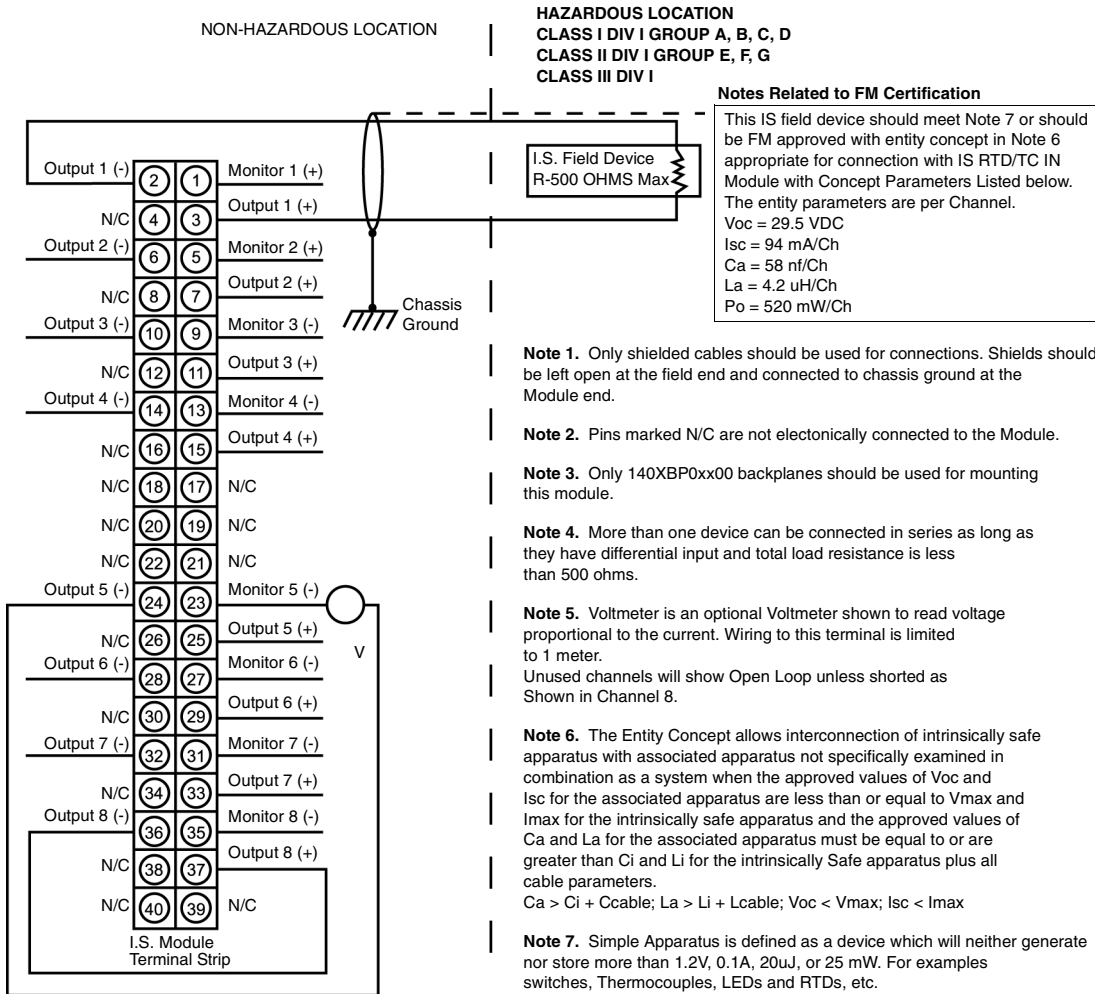 NON-HAZARDOUS LOCATION
HAZARDOUS LOCATION
CLASS I DIV I GROUP A, B, C, D
CLASS II DIV I GROUP E, F, G
CLASS III DIV I
Notes Related to FM Certification
This IS field device should meet Note 7 or should
be FM approved with entity concept in Note 6
appropriate for connection with IS RTD/TC IN
Module with Concept Parameters Listed below.
The entity parameters are per Channel.
Voc = 29.5 VDC
Isc = 94 mA/Ch
Ca = 58 nf/Ch
La = 4.2 uH/Ch
Po = 520 mW/Ch
I.S. Field Device
R-500 OHMS Max
Chassis
Ground
Output 1 (-) 2 1 Monitor 1 (+)
N/C 4 3 Output 1 (+)
Output 2 (-) 6 5 Monitor 2 (+)
N/C 8 7 Output 2 (+)
Output 3 (-) 10 9 Monitor 3 (-)
N/C 12 11 Output 3 (+)
Output 4 (-) 14 13 Monitor 4 (-)
N/C 16 15 Output 4 (+)
N/C 18 17 N/C
N/C 20 19 N/C
N/C 22 21 N/C
Output 5 (-) 24 23 Monitor 5 (-)
N/C 26 25 Output 5 (+)
V
Output 6 (-) 28 27 Monitor 6 (-)
N/C 30 29 Output 6 (+)
Output 7 (-) 32 31 Monitor 7 (-)
N/C 34 33 Output 7 (+)
Output 8 (-) 36 35 Monitor 8 (-)
N/C 38 37 Output 8 (+)
N/C 40 39 N/C
I.S. Module
Terminal Strip
Note 1. Only shielded cables should be used for connections. Shields should
be left open at the field end and connected to chassis ground at the
Module end.
Note 2. Pins marked N/C are not electonically connected to the Module.
Note 3. Only 140XBP0xx00 backplanes should be used for mounting
this module.
Note 4. More than one device can be connected in series as long as
they have differential input and total load resistance is less
than 500 ohms.
Note 5. Voltmeter is an optional Voltmeter shown to read voltage
proportional to the current. Wiring to this terminal is limited
to 1 meter.
Unused channels will show Open Loop unless shorted as
Shown in Channel 8.
Note 6. The Entity Concept allows interconnection of intrinsically safe
apparatus with associated apparatus not specifically examined in
combination as a system when the approved values of Voc and
Isc for the associated apparatus are less than or equal to Vmax and
Imax for the intrinsically safe apparatus and the approved values of
Ca and La for the associated apparatus must be equal to or are
greater than Ci and Li for the intrinsically Safe apparatus plus all
cable parameters.
Ca > Ci + Ccable; La > Li + Lcable; Voc < Vmax; Isc < Imax
Note 7. Simple Apparatus is defined as a device which will neither generate
nor store more than 1.2V, 0.1A, 20uJ, or 25 mW. For examples
switches, Thermocouples, LEDs and RTDs, etc.